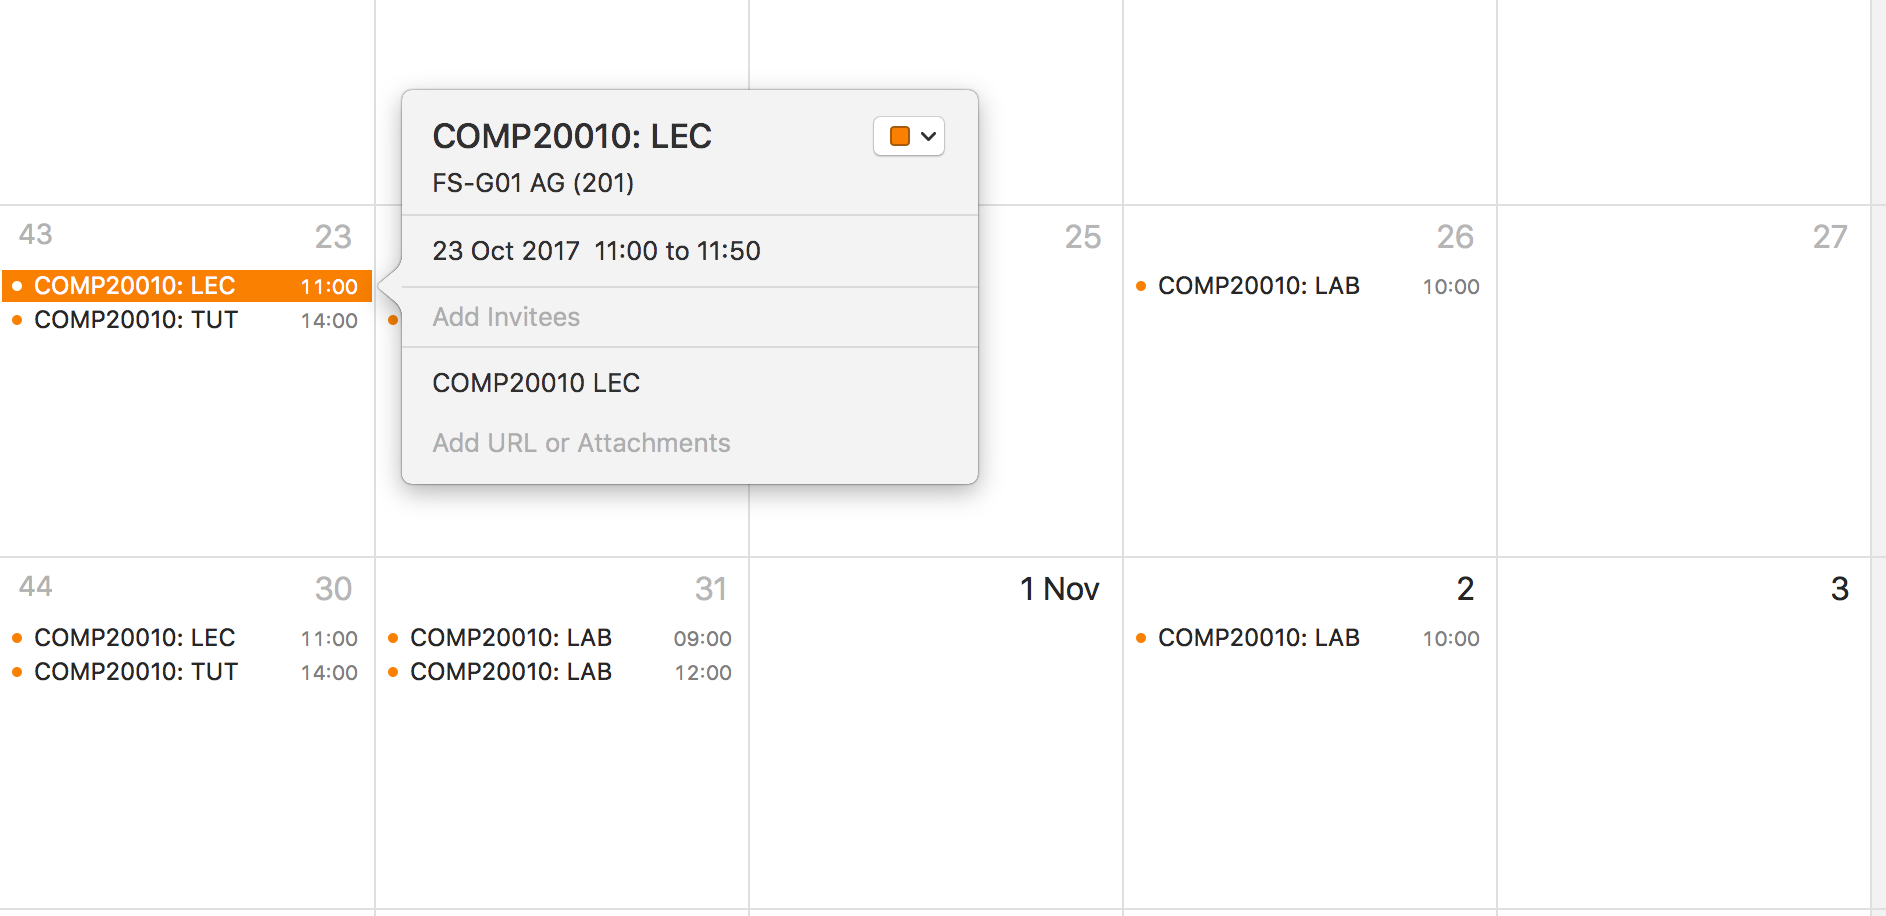 COMP20010: LEC
FS-G01 AG (201)
23 Oct 2017 11:00 to 11:50
Add Invitees
COMP20010 LEC
Add URL or Attachments
43 23
COMP20010: LEC 11:00
COMP20010: TUT 14:00
25
26
COMP20010: LAB 10:00
27
44 30
COMP20010: LEC 11:00
COMP20010: TUT 14:00
31
COMP20010: LAB 09:00
COMP20010: LAB 12:00
1 Nov
2
COMP20010: LAB 10:00
3